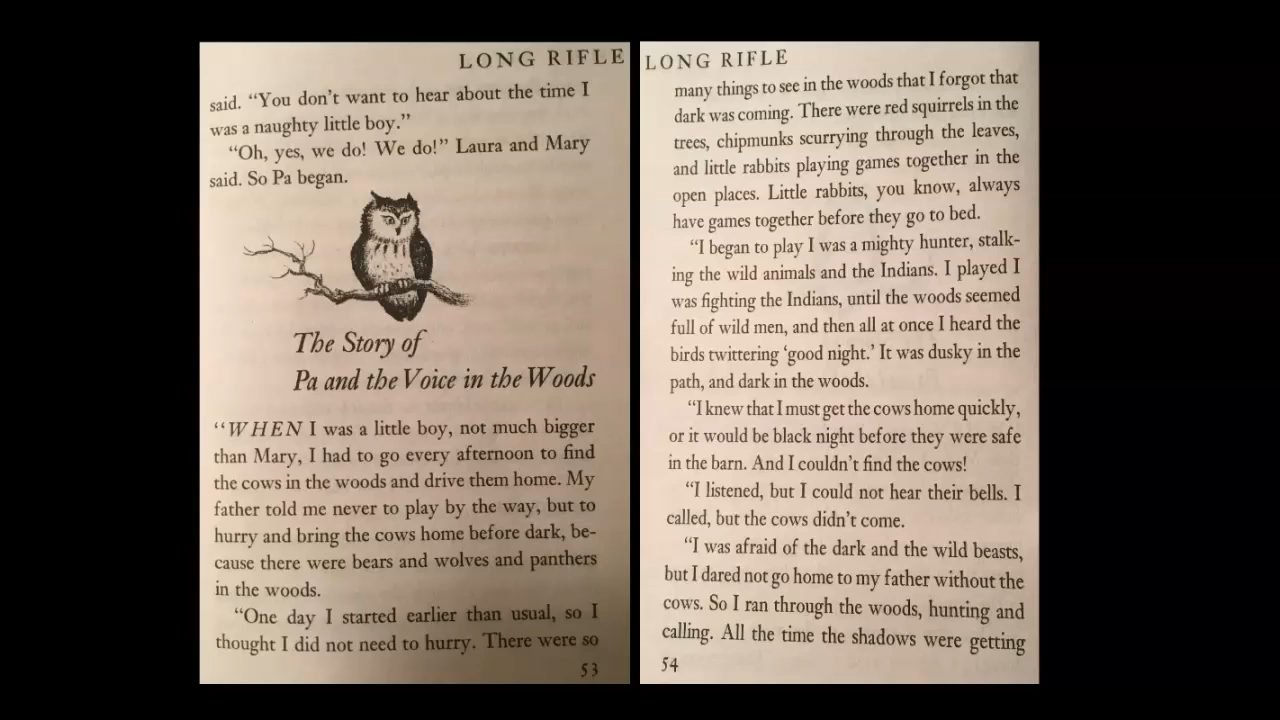 LONG RIFLE
said. “You don’t want to hear about the time I
was a naughty little boy.”
“Oh, yes, we do! We do!” Laura and Mary
said. So Pa began.
The Story of
Pa and the Voice in the Woods
“WHEN I was a little boy, not much bigger
than Mary, I had to go every afternoon to find
the cows in the woods and drive them home. My
father told me never to play by the way, but to
hurry and bring the cows home before dark, be-
cause there were bears and wolves and panthers
in the woods.
“One day I started earlier than usual, so I
thought I did not need to hurry. There were so
53
LONG RIFLE
many things to see in the woods that I forgot that
dark was coming. There were red squirrels in the
trees, chipmunks scurrying through the leaves,
and little rabbits playing games together in the
open places. Little rabbits, you know, always
have games together before they go to bed.
“I began to play I was a mighty hunter, stalk-
ing the wild animals and the Indians. I played I
was fighting the Indians, until the woods seemed
full of wild men, and then all at once I heard the
birds twittering ‘good night.’ It was dusky in the
path, and dark in the woods.
“I knew that I must get the cows home quickly,
or it would be black night before they were safe
in the barn. And I couldn’t find the cows!
“I listened, but I could not hear their bells. I
called, but the cows didn’t come.
“I was afraid of the dark and the wild beasts,
but I dared not go home to my father without the
cows. So I ran through the woods, hunting and
calling. All the time the shadows were getting
54